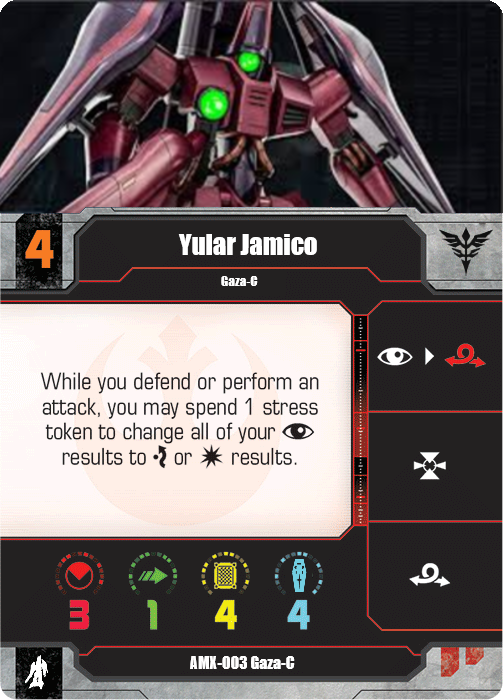 4
Yular Jamico
Gaza-C
While you defend or perform an
attack, you may spend 1 stress
token to change all of your
results to or results.
3 1 4 4
AMX-003 Gaza-C